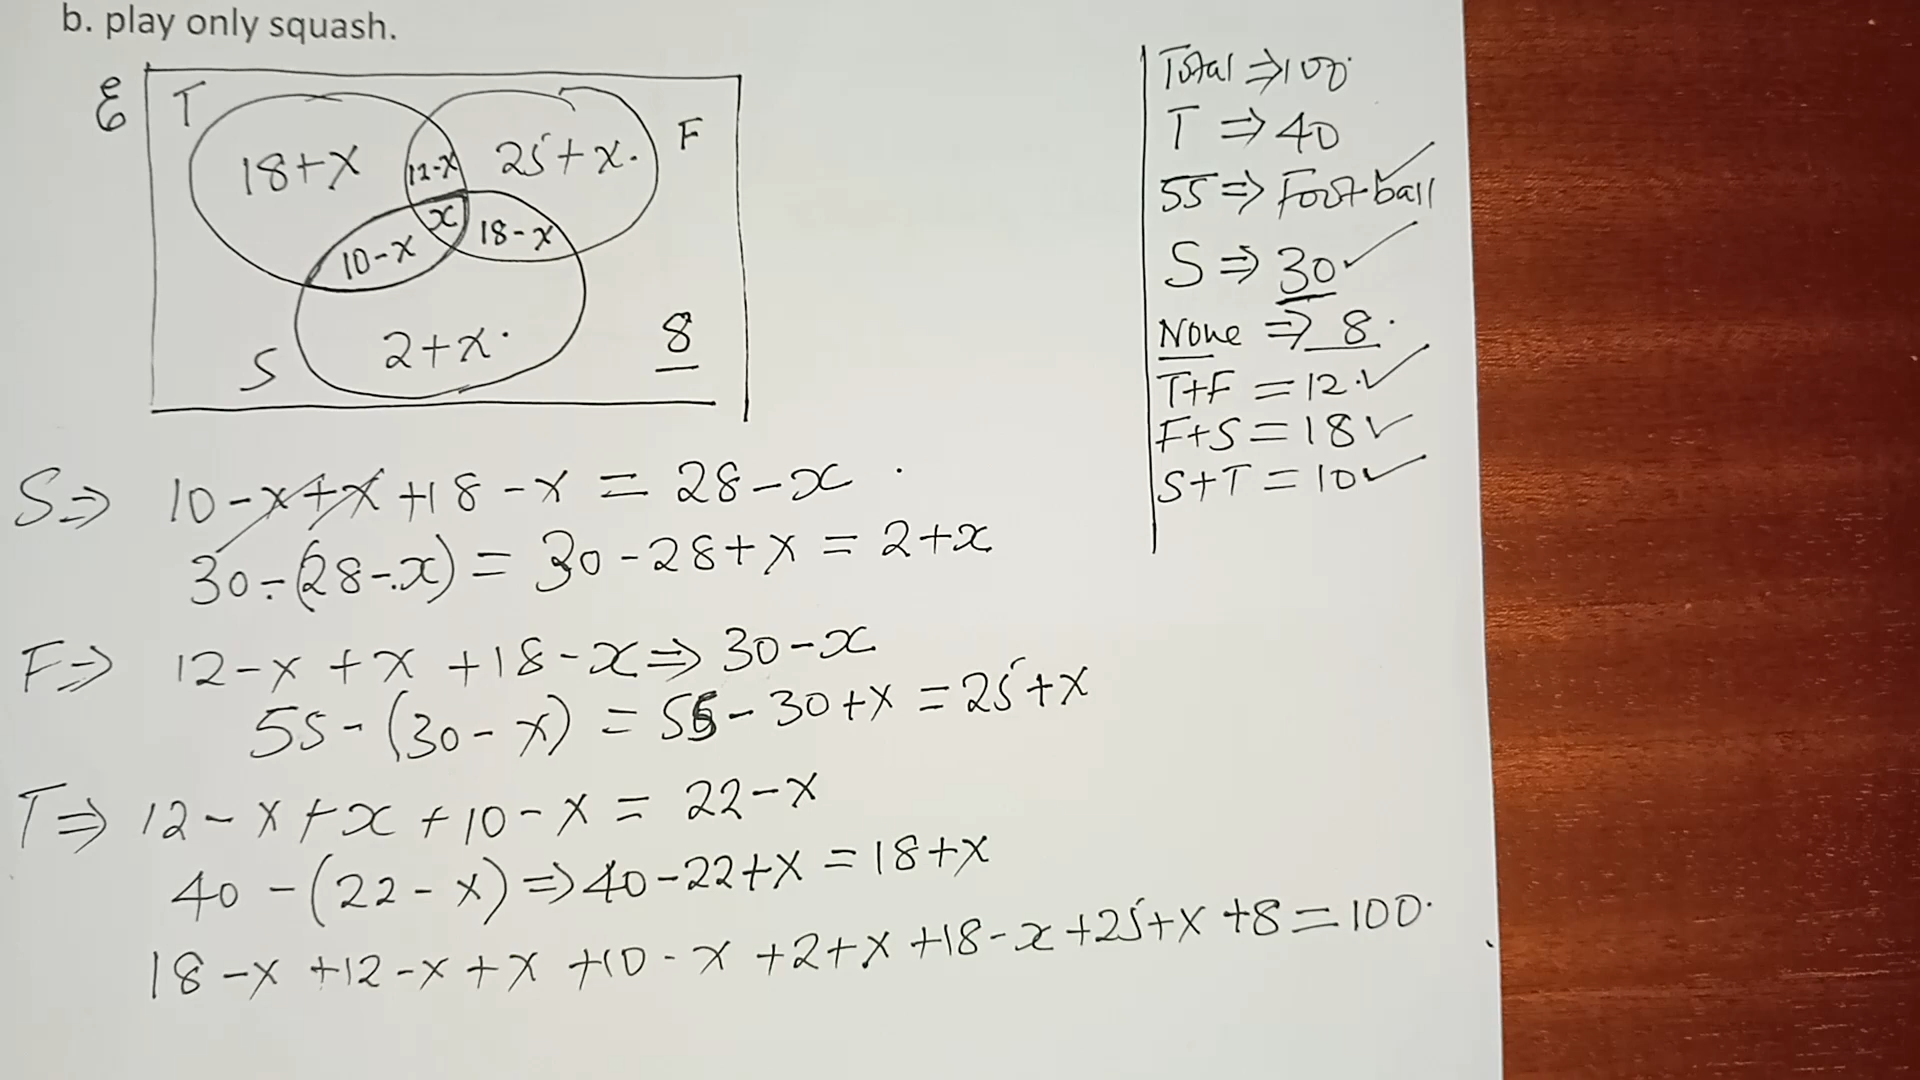 b. play only squash.
ℰ T F
18+x 12-x 25+x.
x
10-x 18-x
2+x.
S 8
Total ⇒ 100.
T ⇒ 40
55 ⇒ Football ✓
S ⇒ 30 ✓
None ⇒ 8.
T+F = 12. ✓
F+S = 18 ✓
S+T = 10 ✓
S ⇒ 10-x+x+18-x = 28-x.
30-(28-x) = 30-28+x = 2+x
F ⇒ 12-x+x+18-x ⇒ 30-x
55-(30-x) = 55-30+x = 25+x
T ⇒ 12-x+x+10-x = 22-x
40-(22-x) ⇒ 40-22+x = 18+x
18-x+12-x+x+10-x+2+x+18-x+25+x+8 = 100.